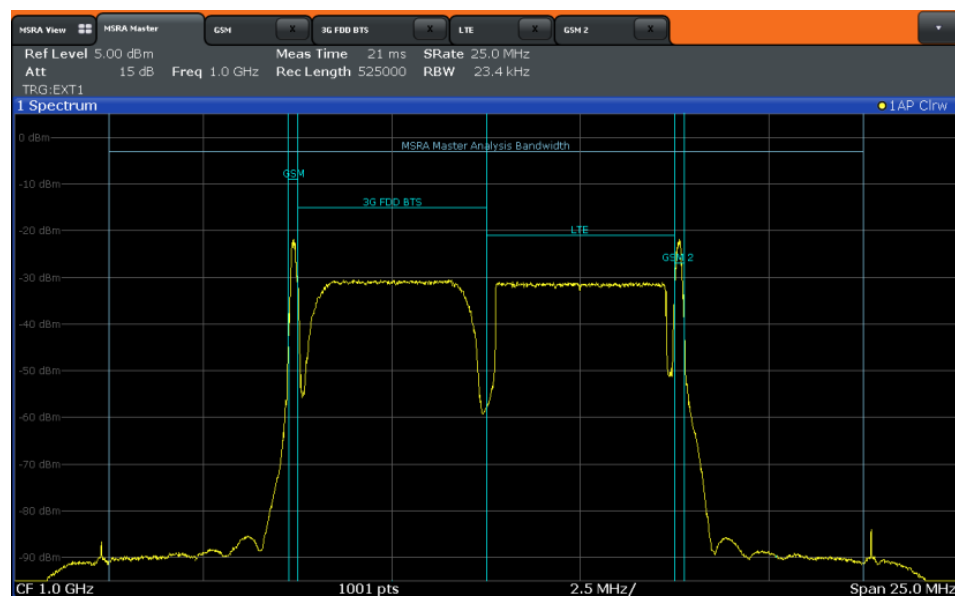 MSRA View MSRA Master GSM X 3G FDD BTS X LTE X GSM 2 X
Ref Level 5.00 dBm Meas Time 21 ms SRate 25.0 MHz
Att 15 dB Freq 1.0 GHz Rec Length 525000 RBW 23.4 kHz
TRG:EXT1
1 Spectrum 1AP Clrw
0 dBm
MSRA Master Analysis Bandwidth
GSM
-10 dBm
3G FDD BTS
-20 dBm
LTE
GSM 2
-30 dBm
-40 dBm
-50 dBm
-60 dBm
-70 dBm
-80 dBm
-90 dBm
CF 1.0 GHz 1001 pts 2.5 MHz/ Span 25.0 MHz